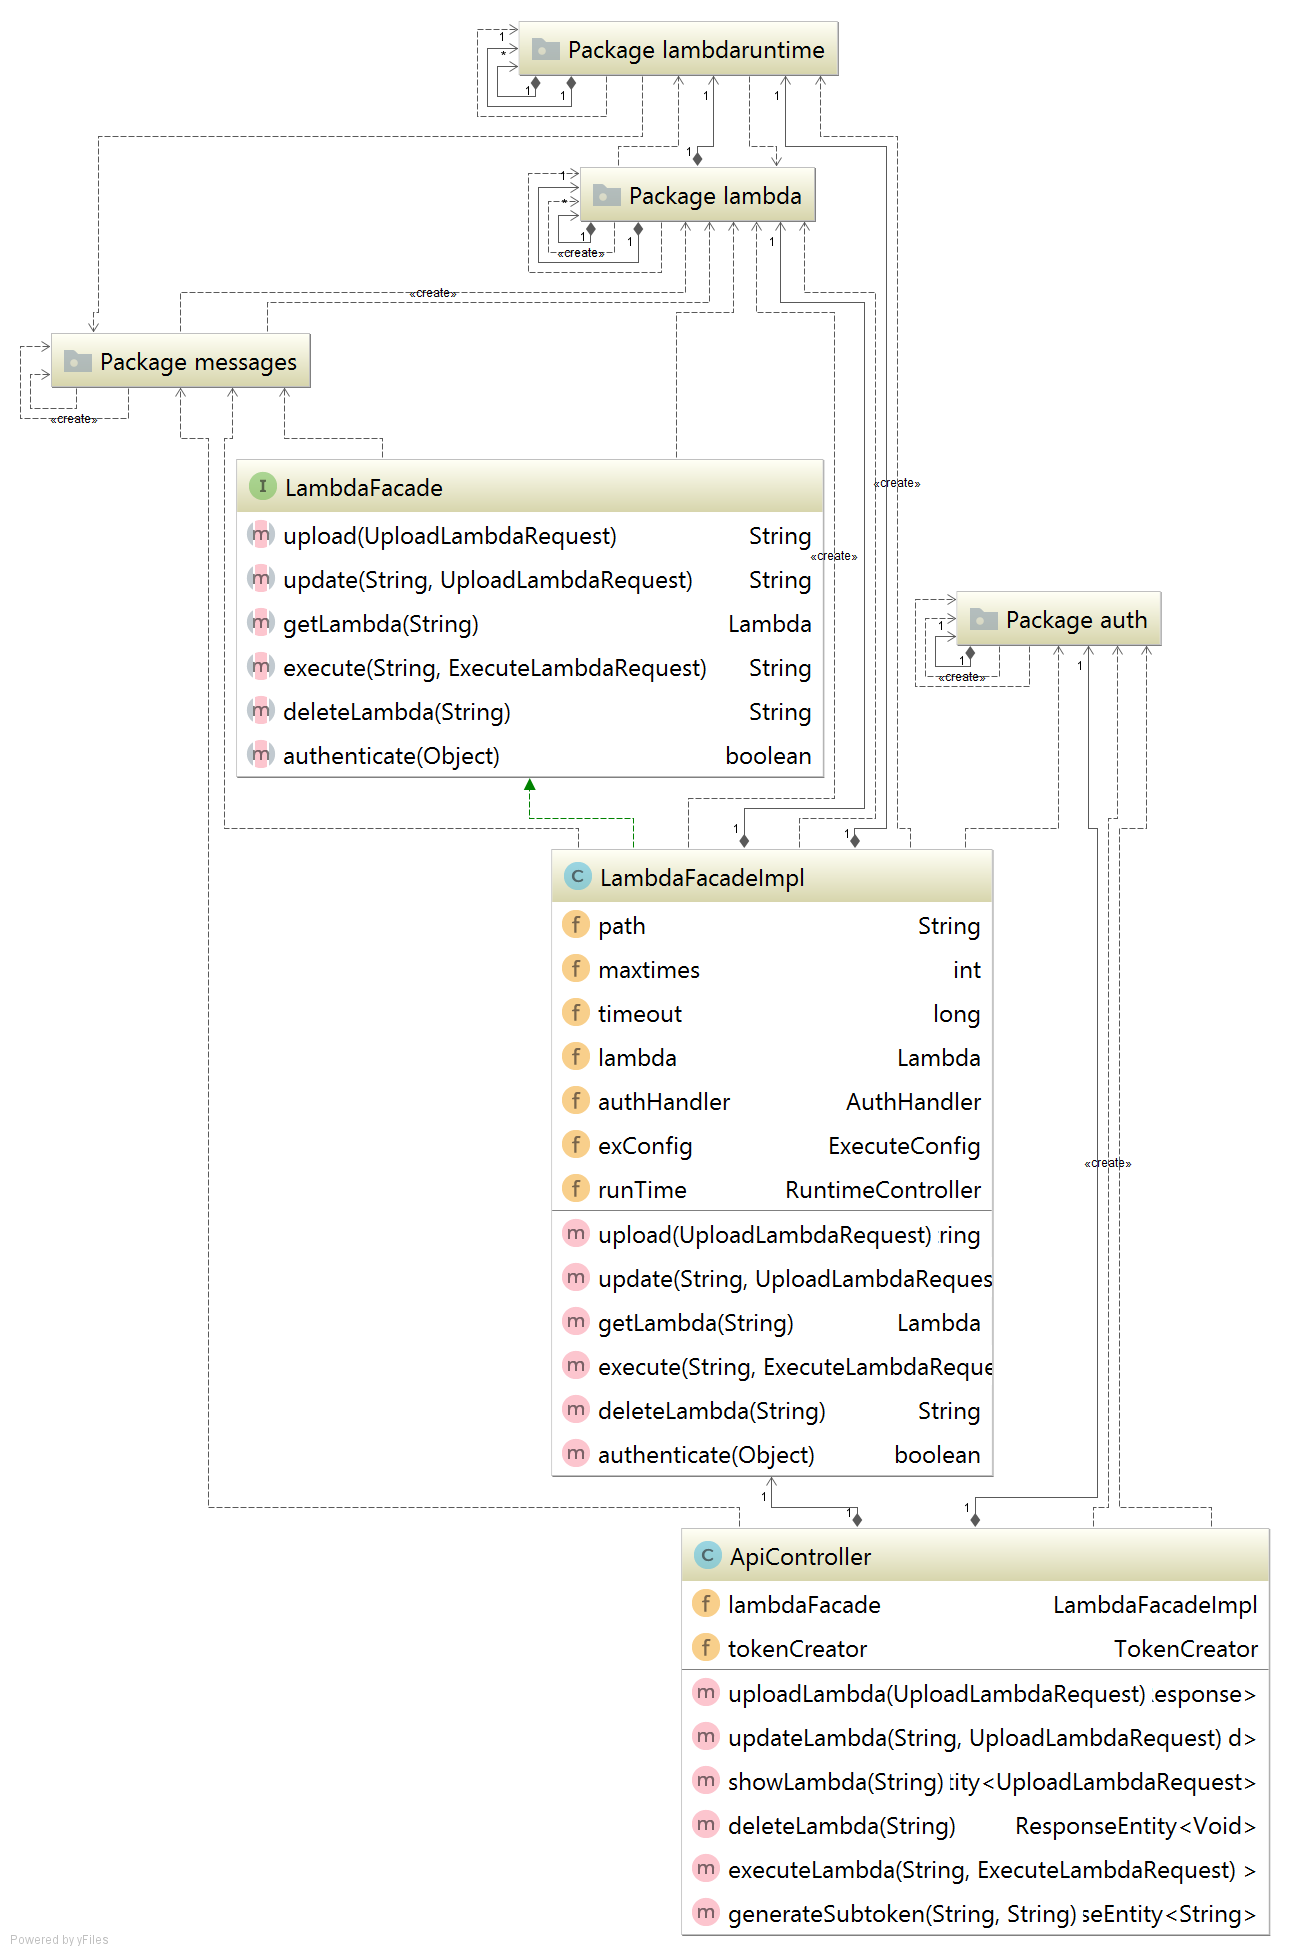 Package lambdaruntime
1
*
1
1
1
1
1
Package lambda
1
*
1
1
1
«create»
«create»
Package messages
«create»
I LambdaFacade
upload(UploadLambdaRequest) String
update(String, UploadLambdaRequest) String
getLambda(String) Lambda
execute(String, ExecuteLambdaRequest) String
deleteLambda(String) String
authenticate(Object) boolean
«create»
«create»
Package auth
1
1
1
«create»
1
1
C LambdaFacadeImpl
f path String
f maxtimes int
f timeout long
f lambda Lambda
f authHandler AuthHandler
f exConfig ExecuteConfig
f runTime RuntimeController
m upload(UploadLambdaRequest) :ring
m update(String, UploadLambdaReques
m getLambda(String) Lambda
m execute(String, ExecuteLambdaReque
m deleteLambda(String) String
m authenticate(Object) boolean
«create»
1
1
1
C ApiController
f lambdaFacade LambdaFacadeImpl
f tokenCreator TokenCreator
m uploadLambda(UploadLambdaRequest) .esponse>
m updateLambda(String, UploadLambdaRequest) d>
m showLambda(String) tity<UploadLambdaRequest>
m deleteLambda(String) ResponseEntity<Void>
m executeLambda(String, ExecuteLambdaRequest) >
m generateSubtoken(String, String) seEntity<String>
Powered by yFiles